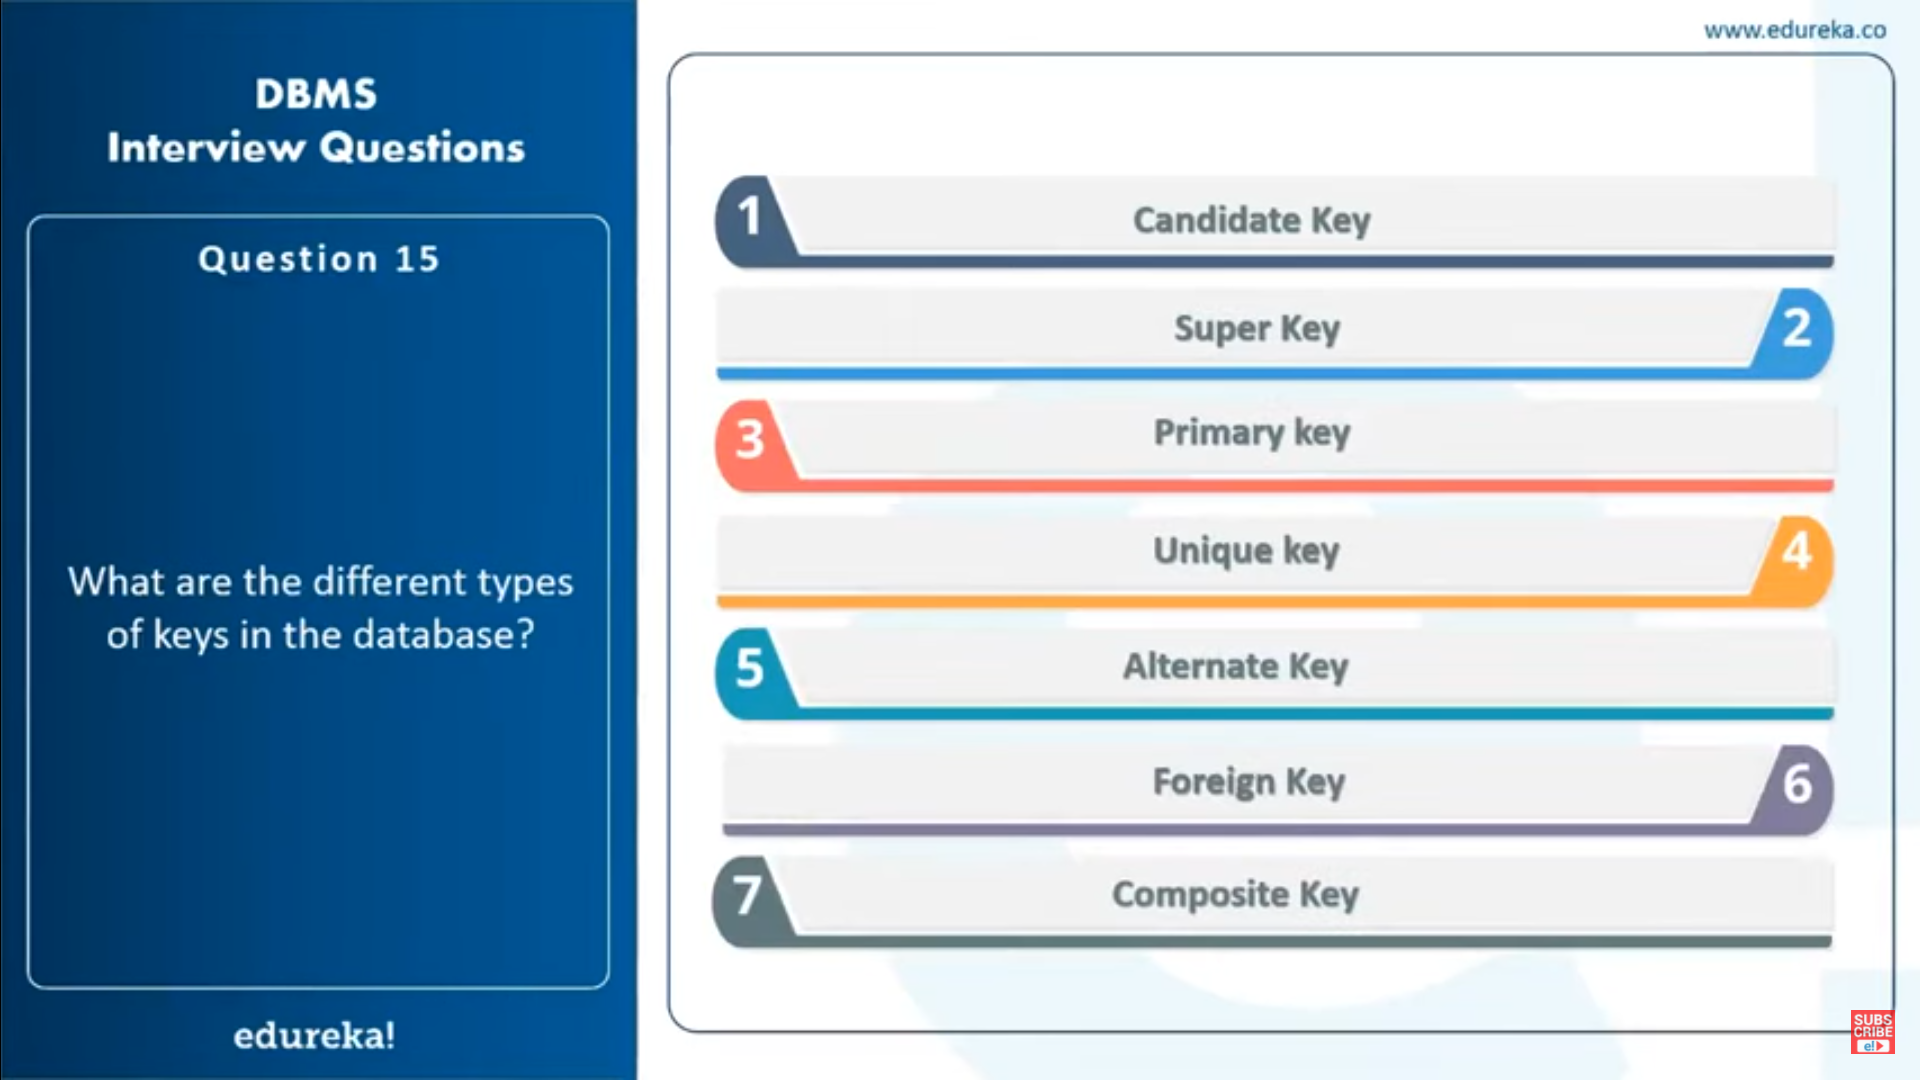 www.edureka.co
DBMS
Interview Questions
Question 15
What are the different types
of keys in the database?
edureka!
1
Candidate Key
Super Key
2
3
Primary key
Unique key
4
5
Alternate Key
Foreign Key
6
7
Composite Key
SUBS
CRIBE
e!